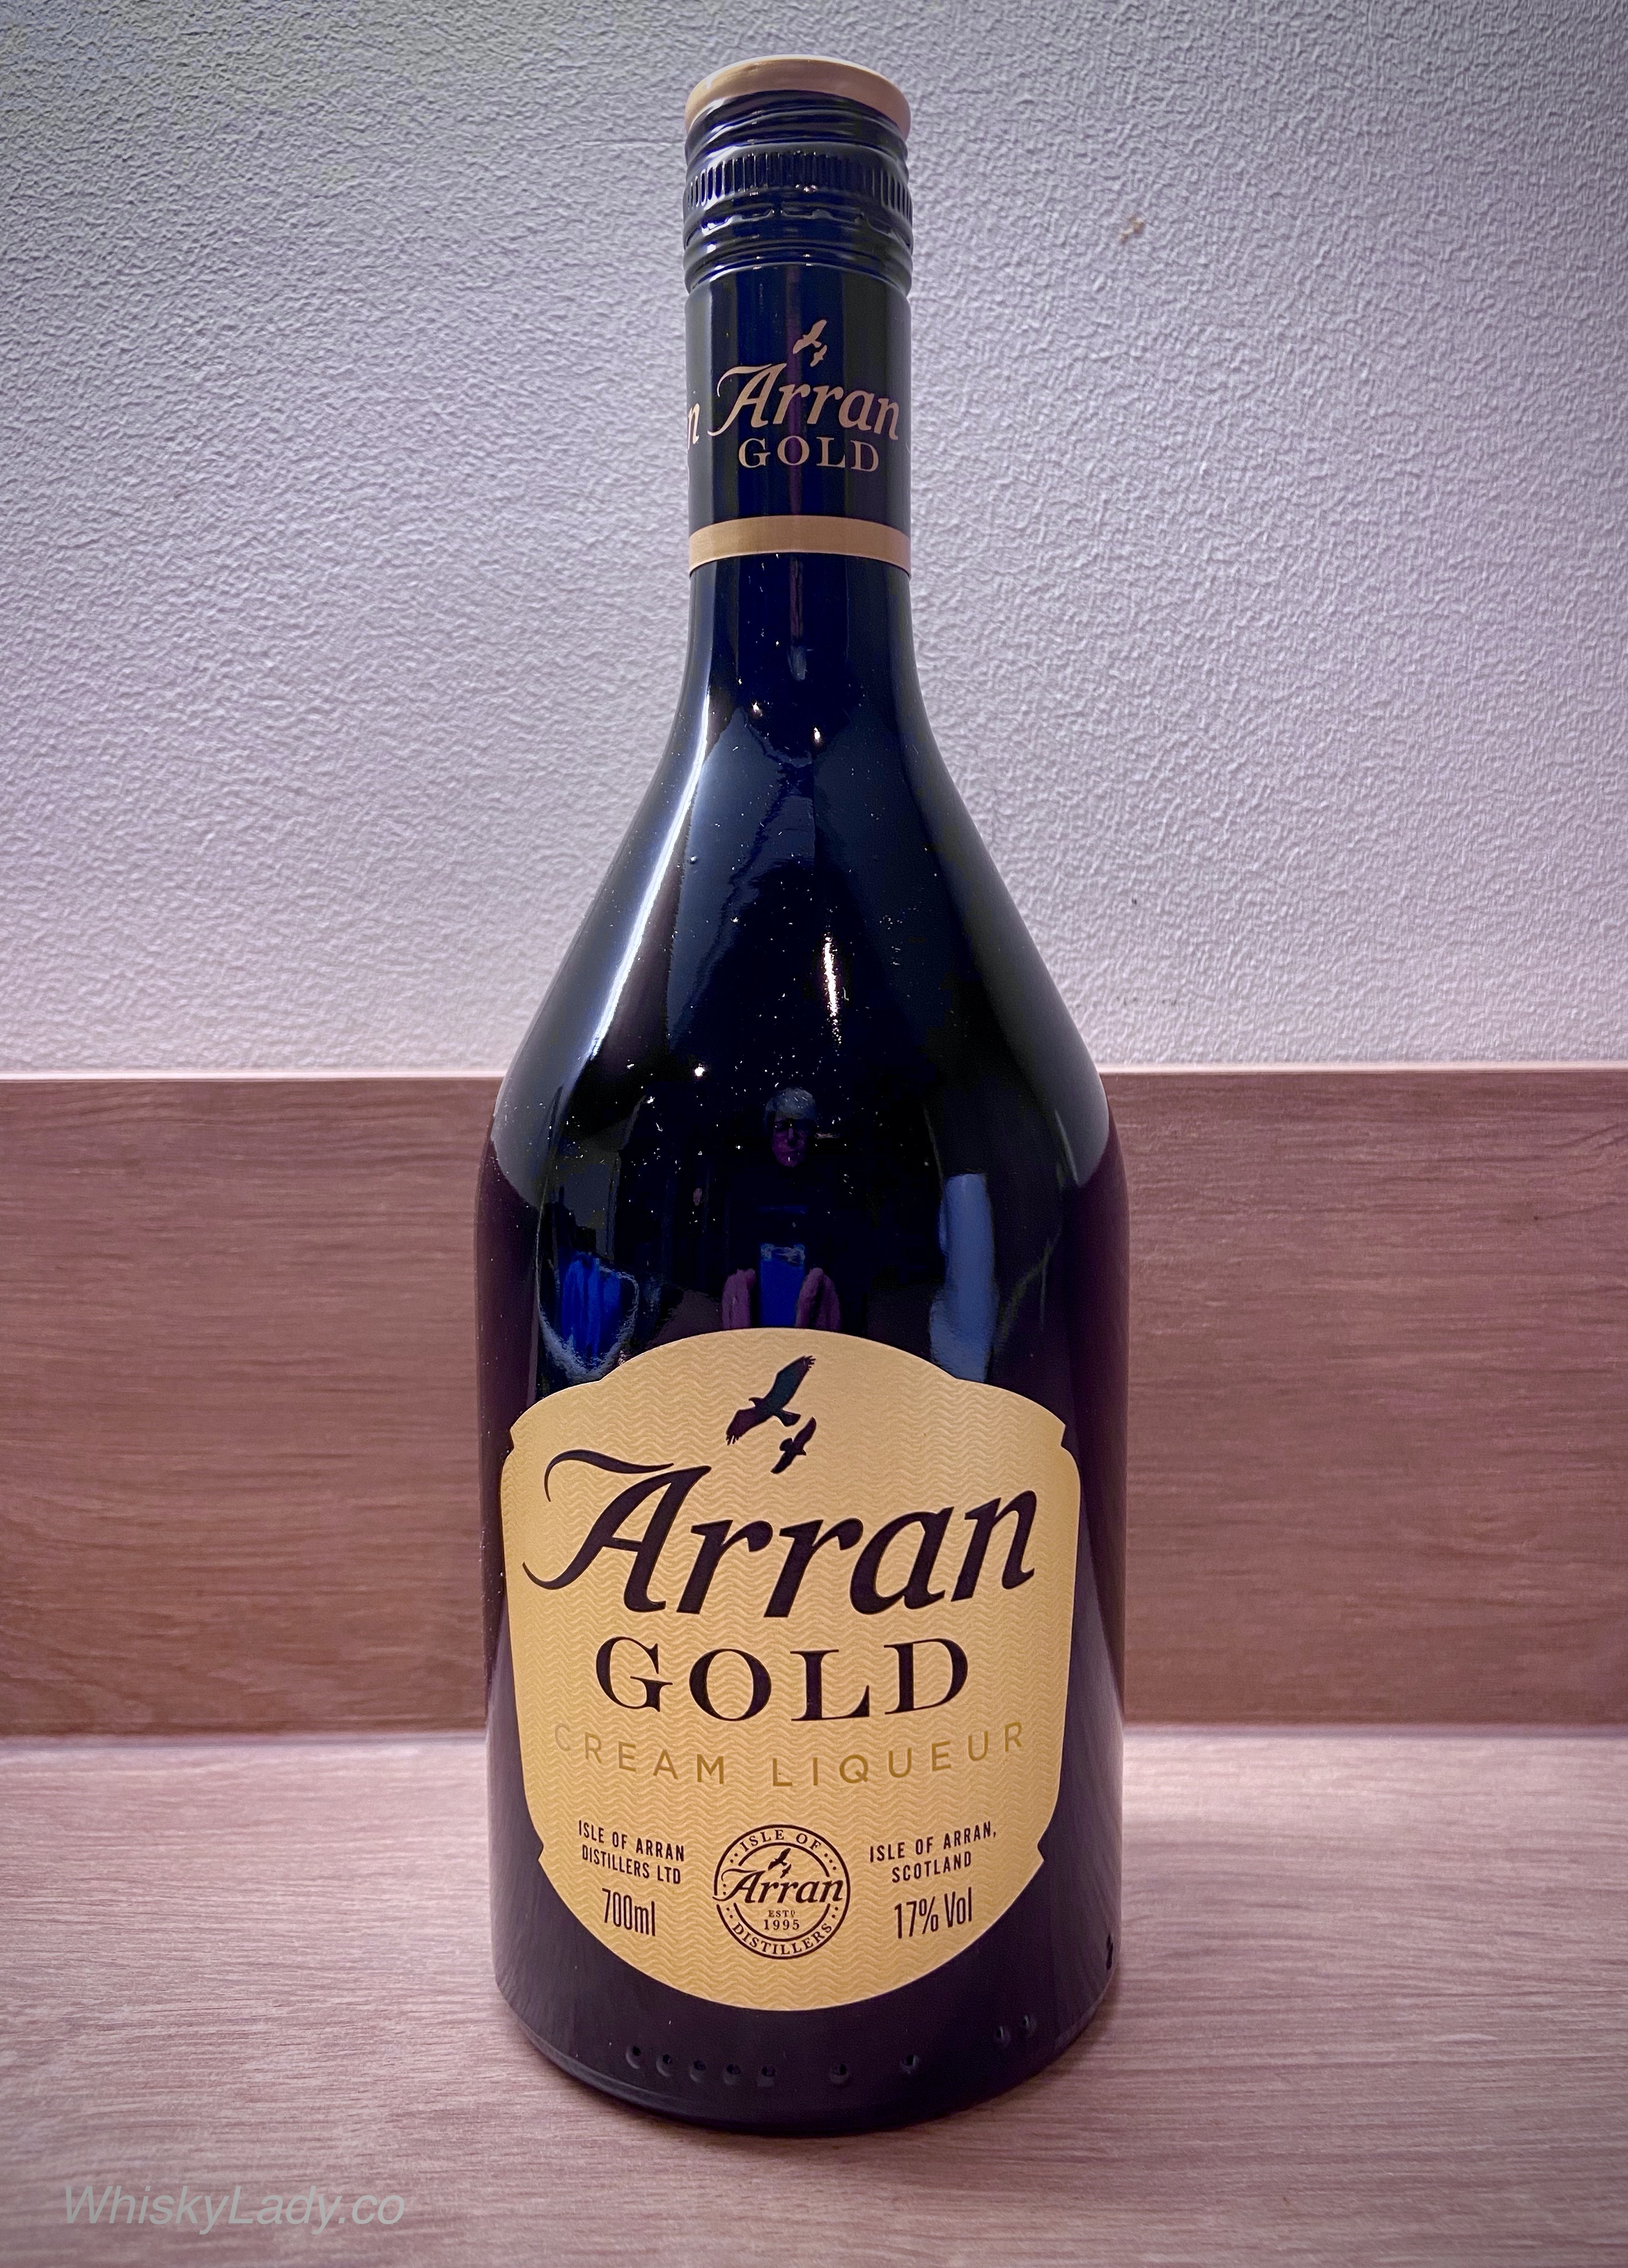 n
Arran
GOLD
Arran
GOLD
CREAM LIQUEUR
ISLE OF ARRAN
DISTILLERS LTD
700ml
ISLE OF
Arran
ESTD
1995
DISTILLERS
ISLE OF ARRAN,
SCOTLAND
17% Vol
WhiskyLady.co